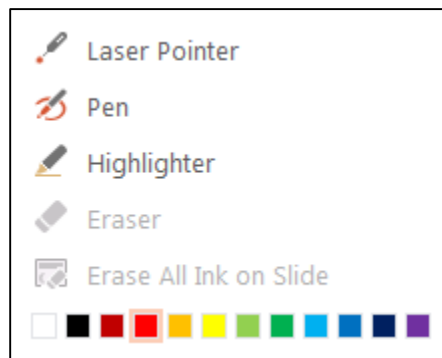 Laser Pointer
Pen
Highlighter
Eraser
Erase All Ink on Slide